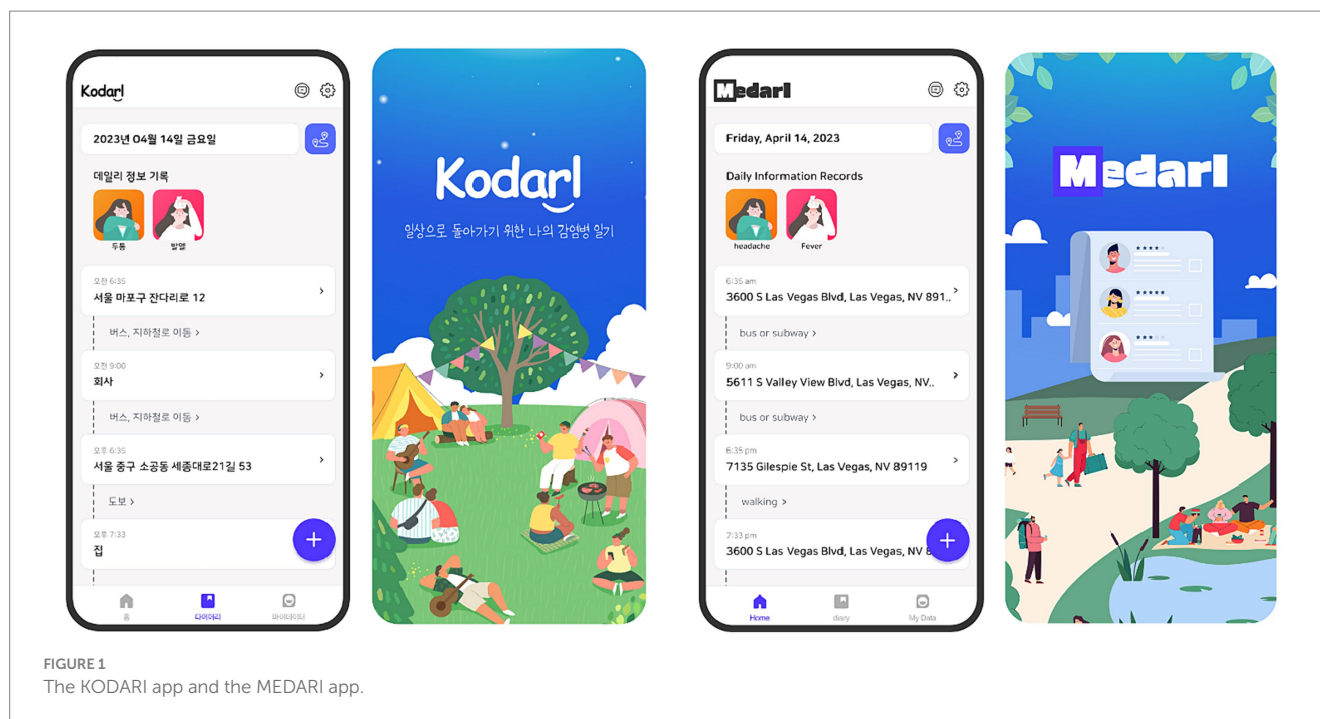 Kodarl
2023년 04월 14일 금요일
데일리 정보 기록
두통
발열
오전 6:35
서울 마포구 잔다리로 12
버스, 지하철로 이동 >
오전 9:00
회사
버스, 지하철로 이동 >
오후 6:35
서울 중구 소공동 세종대로21길 53
도보 >
오후 7:33
집
+
홈
다이어리
마이데이터
Kodarl
일상으로 돌아가기 위한 나의 감염병 일기
Medarl
Friday, April 14, 2023
Daily Information Records
headache
Fever
6:35 am
3600 S Las Vegas Blvd, Las Vegas, NV 891..
bus or subway >
9:00 am
5611 S Valley View Blvd, Las Vegas, NV..
bus or subway >
6:35 pm
7135 Gilespie St, Las Vegas, NV 89119
walking >
7:33 pm
3600 S Las Vegas Blvd, Las Vegas, NV 8
+
Home
diary
My Data
Medarl
FIGURE 1
The KODARI app and the MEDARI app.